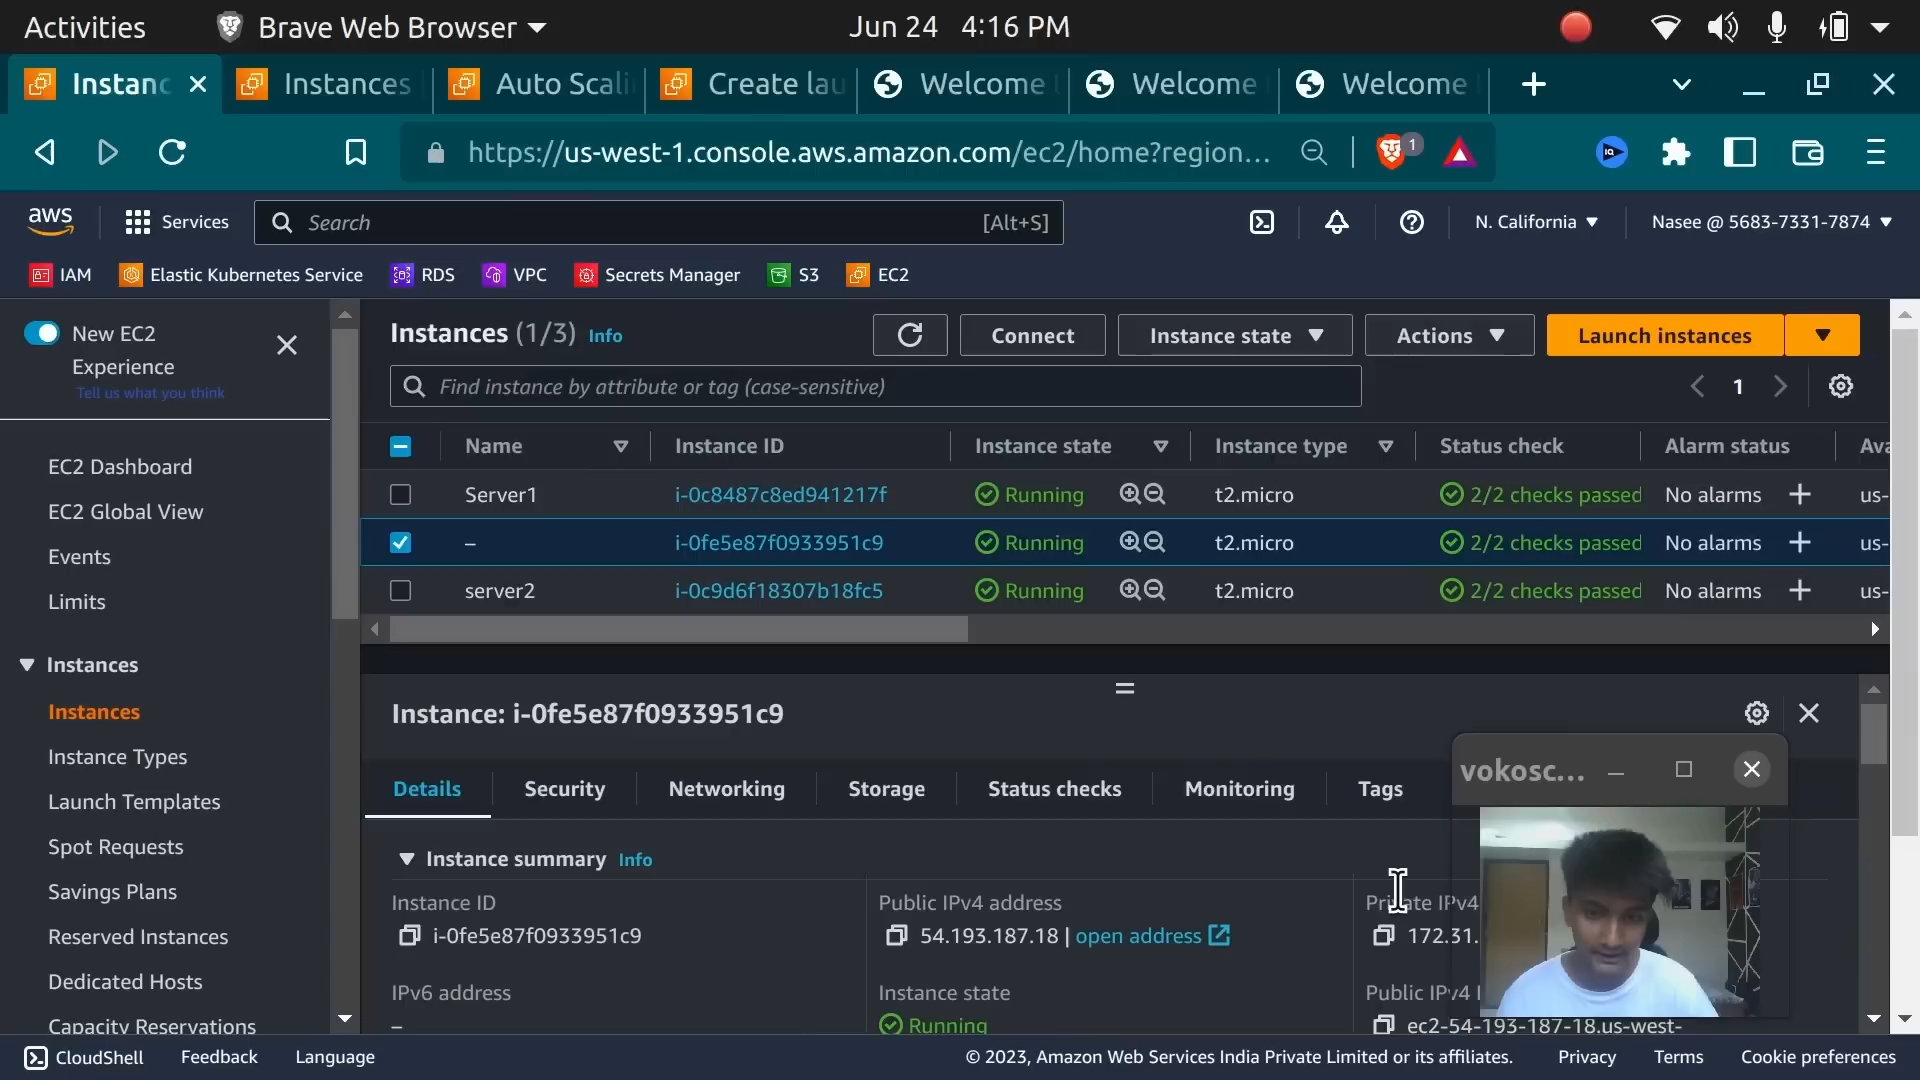 Activities
Brave Web Browser
Jun 24 4:16 PM
Instanc
Instances
Auto Scali
Create lau
Welcome
Welcome
Welcome
https://us-west-1.console.aws.amazon.com/ec2/home?region...
1
aws
Services
Search
[Alt+S]
N. California
Nasee @ 5683-7331-7874
IAM
Elastic Kubernetes Service
RDS
VPC
Secrets Manager
S3
EC2
New EC2
Experience
Tell us what you think
EC2 Dashboard
EC2 Global View
Events
Limits
Instances
Instances
Instance Types
Launch Templates
Spot Requests
Savings Plans
Reserved Instances
Dedicated Hosts
Capacity Reservations
Instances (1/3) Info
Connect
Instance state
Actions
Launch instances
Find instance by attribute or tag (case-sensitive)
1
Name Instance ID Instance state Instance type Status check Alarm status Ava
Server1 i-0c8487c8ed941217f Running t2.micro 2/2 checks passed No alarms + us-
– i-0fe5e87f0933951c9 Running t2.micro 2/2 checks passed No alarms + us-
server2 i-0c9d6f18307b18fc5 Running t2.micro 2/2 checks passed No alarms + us-
Instance: i-0fe5e87f0933951c9
Details
Security
Networking
Storage
Status checks
Monitoring
Tags
vokosc...
Instance summary Info
Instance ID
i-0fe5e87f0933951c9
Public IPv4 address
54.193.187.18 | open address
Private IPv4
172.31.
IPv6 address
–
Instance state
Running
Public IPv4
ec2-54-193-187-18.us-west-
CloudShell
Feedback
Language
© 2023, Amazon Web Services India Private Limited or its affiliates.
Privacy
Terms
Cookie preferences